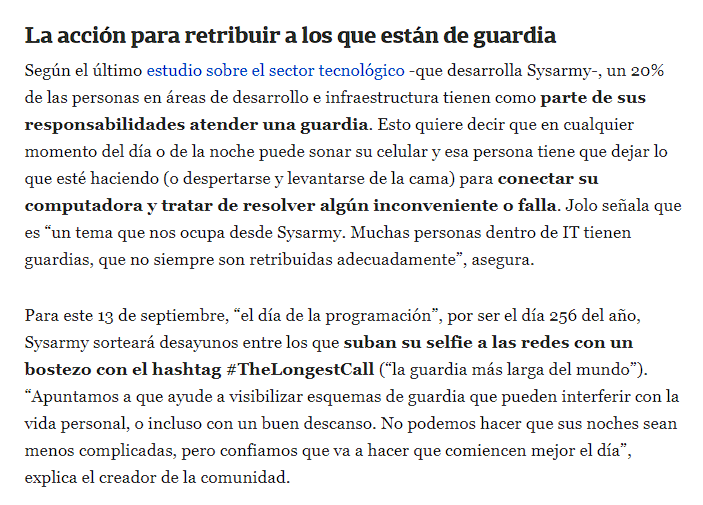 La acción para retribuir a los que están de guardia
Según el último estudio sobre el sector tecnológico -que desarrolla Sysarmy-, un 20%
de las personas en áreas de desarrollo e infraestructura tienen como parte de sus
responsabilidades atender una guardia. Esto quiere decir que en cualquier
momento del día o de la noche puede sonar su celular y esa persona tiene que dejar lo
que esté haciendo (o despertarse y levantarse de la cama) para conectar su
computadora y tratar de resolver algún inconveniente o falla. Jolo señala que
es “un tema que nos ocupa desde Sysarmy. Muchas personas dentro de IT tienen
guardias, que no siempre son retribuidas adecuadamente”, asegura.
Para este 13 de septiembre, “el día de la programación”, por ser el día 256 del año,
Sysarmy sorteará desayunos entre los que suban su selfie a las redes con un
bostezo con el hashtag #TheLongestCall (“la guardia más larga del mundo”).
“Apuntamos a que ayude a visibilizar esquemas de guardia que pueden interferir con la
vida personal, o incluso con un buen descanso. No podemos hacer que sus noches sean
menos complicadas, pero confiamos que va a hacer que comiencen mejor el día”,
explica el creador de la comunidad.